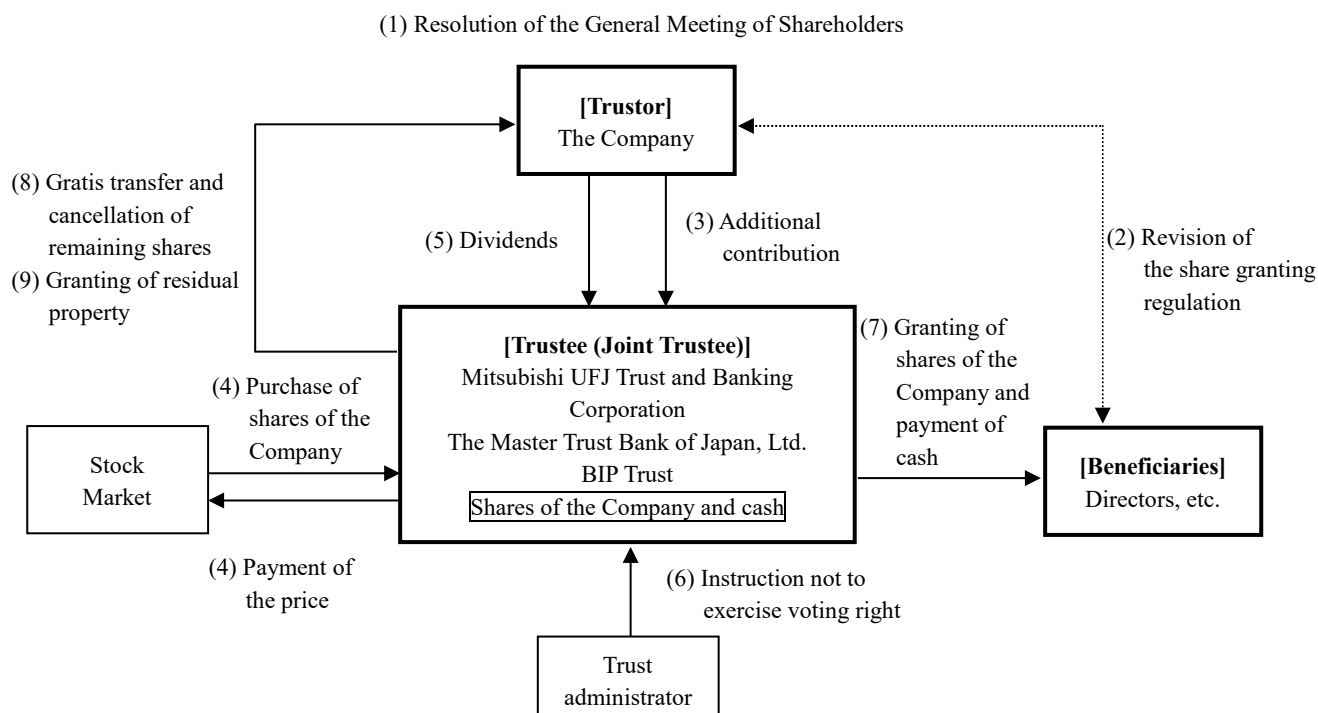 (1) Resolution of the General Meeting of Shareholders
[Trustor]
The Company
(8) Gratis transfer and
cancellation of
remaining shares
(9) Granting of residual
property
(5) Dividends
(3) Additional
contribution
(2) Revision of
the share granting
regulation
[Trustee (Joint Trustee)]
Mitsubishi UFJ Trust and Banking
Corporation
The Master Trust Bank of Japan, Ltd.
BIP Trust
Shares of the Company and cash
(7) Granting of
shares of the
Company and
payment of
cash
(4) Purchase of
shares of the
Company
Stock
Market
[Beneficiaries]
Directors, etc.
(4) Payment of
the price
(6) Instruction not to
exercise voting right
Trust
administrator